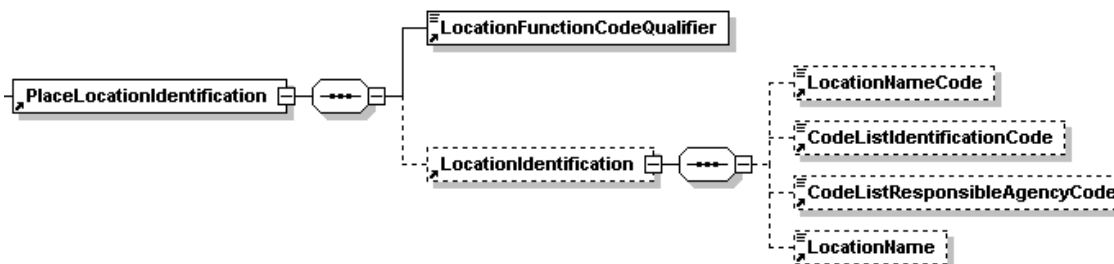 LocationFunctionCodeQualifier
PlaceLocationIdentification
LocationNameCode
CodeListIdentificationCode
LocationIdentification
CodeListResponsibleAgencyCode
LocationName